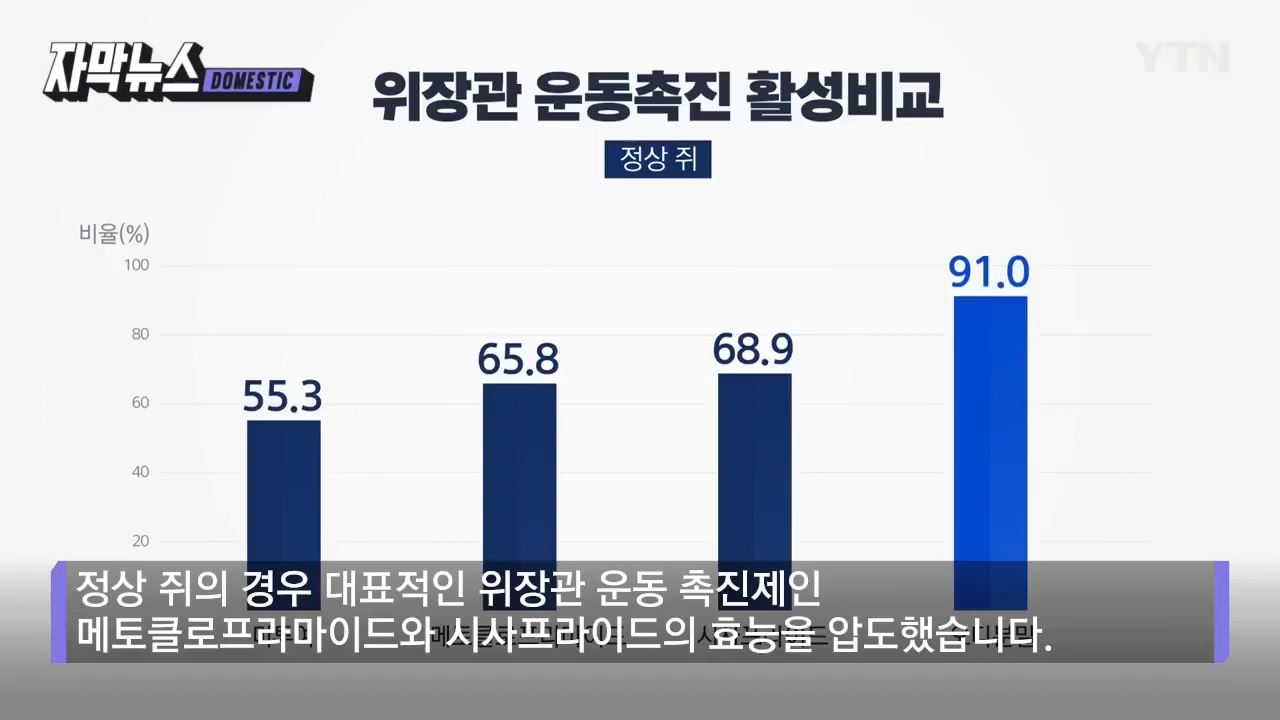 자막뉴스
DOMESTIC
YTN
위장관 운동촉진 활성비교
정상 쥐
비율(%)
100
80
60
40
20
55.3
65.8
68.9
91.0
정상 쥐의 경우 대표적인 위장관 운동 촉진제인
메토클로프라마이드와 시사프라이드의 효능을 압도했습니다.